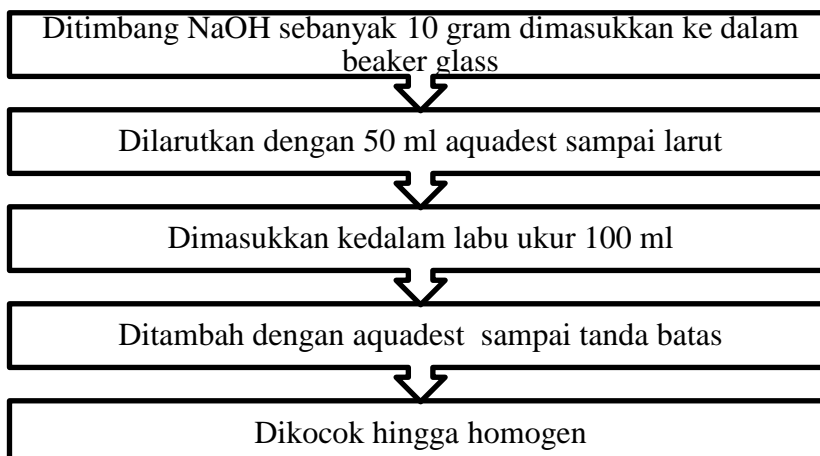 Ditimbang NaOH sebanyak 10 gram dimasukkan ke dalam
beaker glass
Dilarutkan dengan 50 ml aquadest sampai larut
Dimasukkan kedalam labu ukur 100 ml
Ditambah dengan aquadest  sampai tanda batas
Dikocok hingga homogen